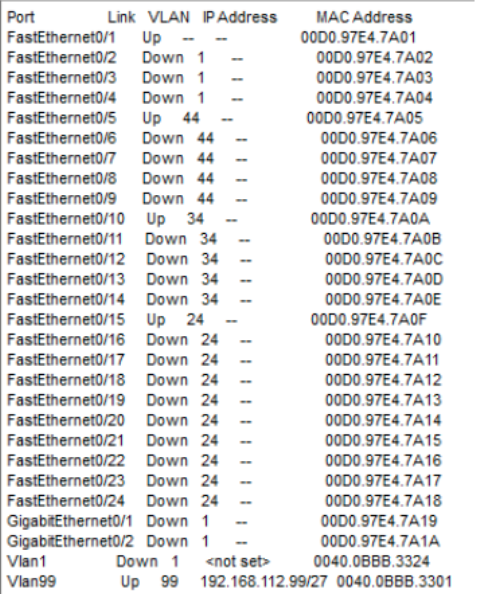 Port Link VLAN IP Address MAC Address
FastEthernet0/1 Up -- -- 00D0.97E4.7A01
FastEthernet0/2 Down 1 -- 00D0.97E4.7A02
FastEthernet0/3 Down 1 -- 00D0.97E4.7A03
FastEthernet0/4 Down 1 -- 00D0.97E4.7A04
FastEthernet0/5 Up 44 -- 00D0.97E4.7A05
FastEthernet0/6 Down 44 -- 00D0.97E4.7A06
FastEthernet0/7 Down 44 -- 00D0.97E4.7A07
FastEthernet0/8 Down 44 -- 00D0.97E4.7A08
FastEthernet0/9 Down 44 -- 00D0.97E4.7A09
FastEthernet0/10 Up 34 -- 00D0.97E4.7A0A
FastEthernet0/11 Down 34 -- 00D0.97E4.7A0B
FastEthernet0/12 Down 34 -- 00D0.97E4.7A0C
FastEthernet0/13 Down 34 -- 00D0.97E4.7A0D
FastEthernet0/14 Down 34 -- 00D0.97E4.7A0E
FastEthernet0/15 Up 24 -- 00D0.97E4.7A0F
FastEthernet0/16 Down 24 -- 00D0.97E4.7A10
FastEthernet0/17 Down 24 -- 00D0.97E4.7A11
FastEthernet0/18 Down 24 -- 00D0.97E4.7A12
FastEthernet0/19 Down 24 -- 00D0.97E4.7A13
FastEthernet0/20 Down 24 -- 00D0.97E4.7A14
FastEthernet0/21 Down 24 -- 00D0.97E4.7A15
FastEthernet0/22 Down 24 -- 00D0.97E4.7A16
FastEthernet0/23 Down 24 -- 00D0.97E4.7A17
FastEthernet0/24 Down 24 -- 00D0.97E4.7A18
GigabitEthernet0/1 Down 1 -- 00D0.97E4.7A19
GigabitEthernet0/2 Down 1 -- 00D0.97E4.7A1A
Vlan1 Down 1 <not set> 0040.0BBB.3324
Vlan99 Up 99 192.168.112.99/27 0040.0BBB.3301